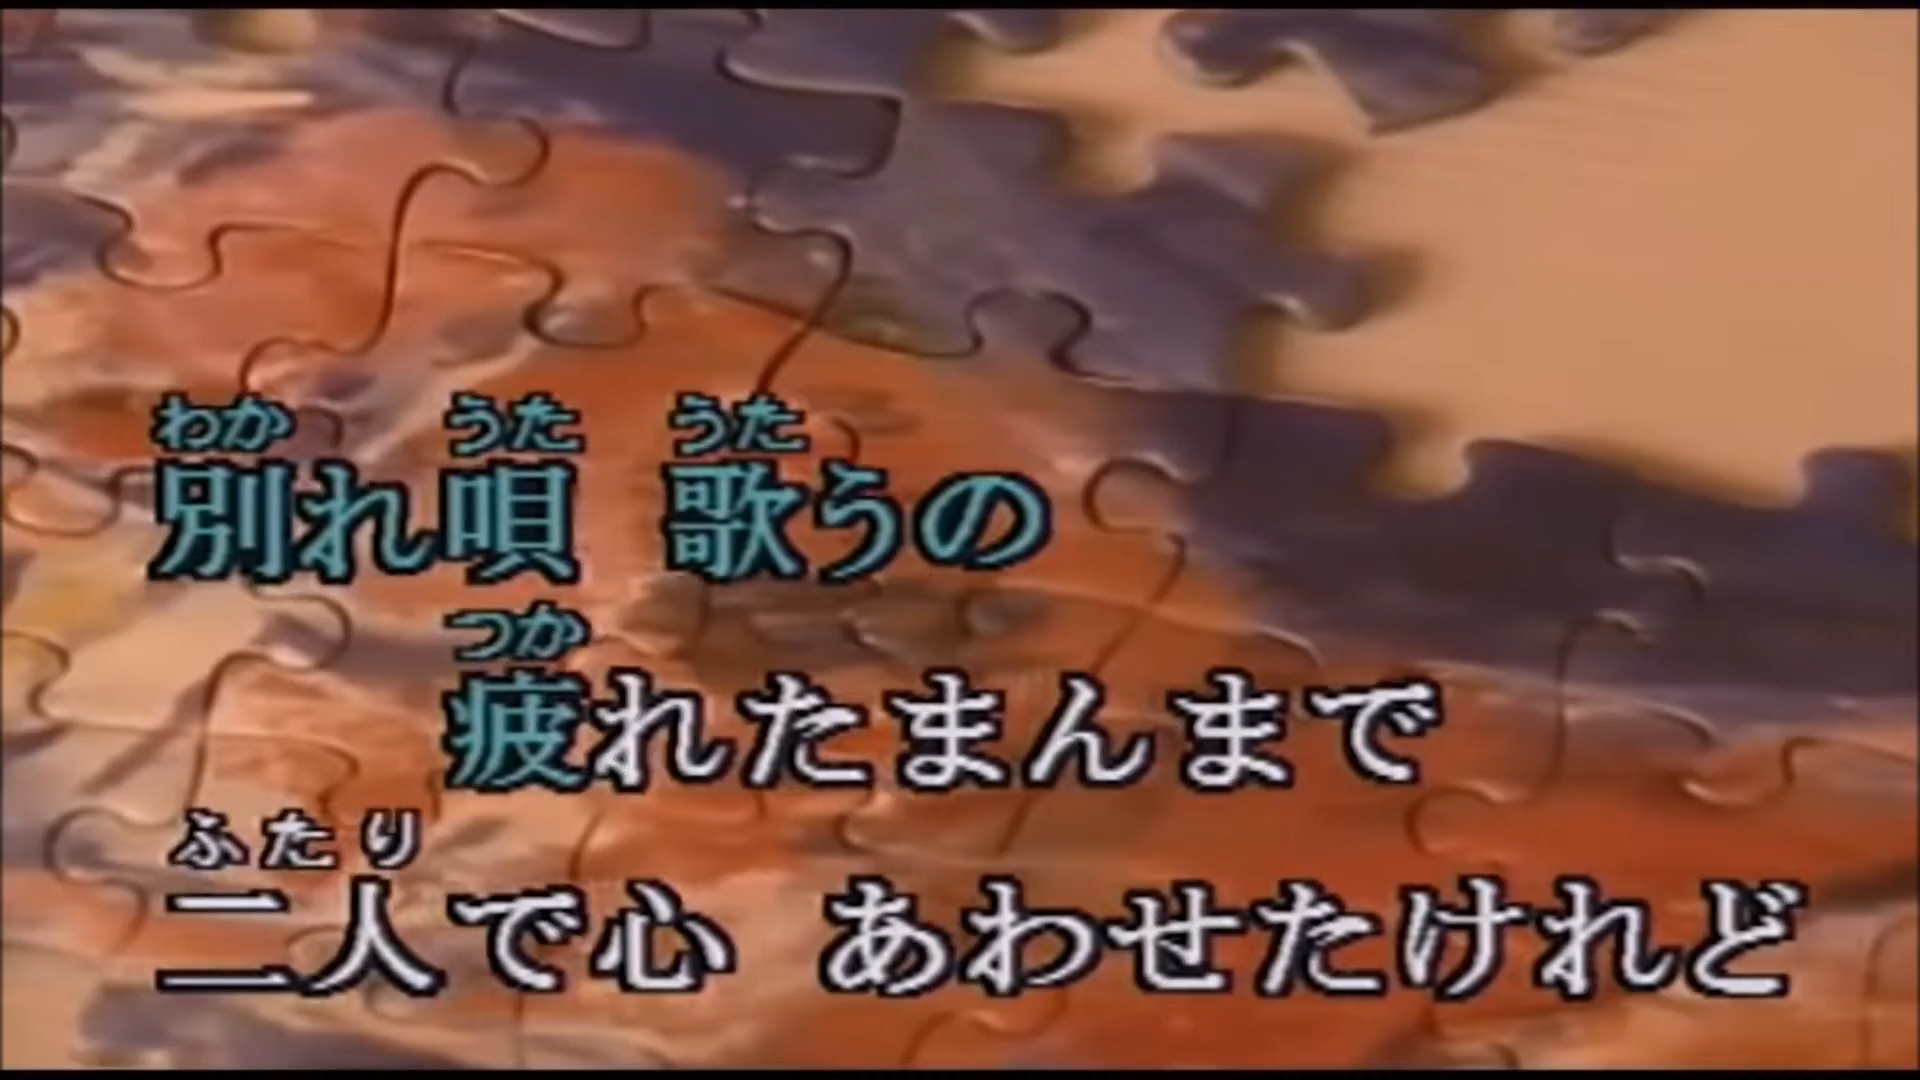 わか うた うた
別れ唄 歌うの
つか
疲れたまんまで
ふたり
二人で心 あわせたけれど